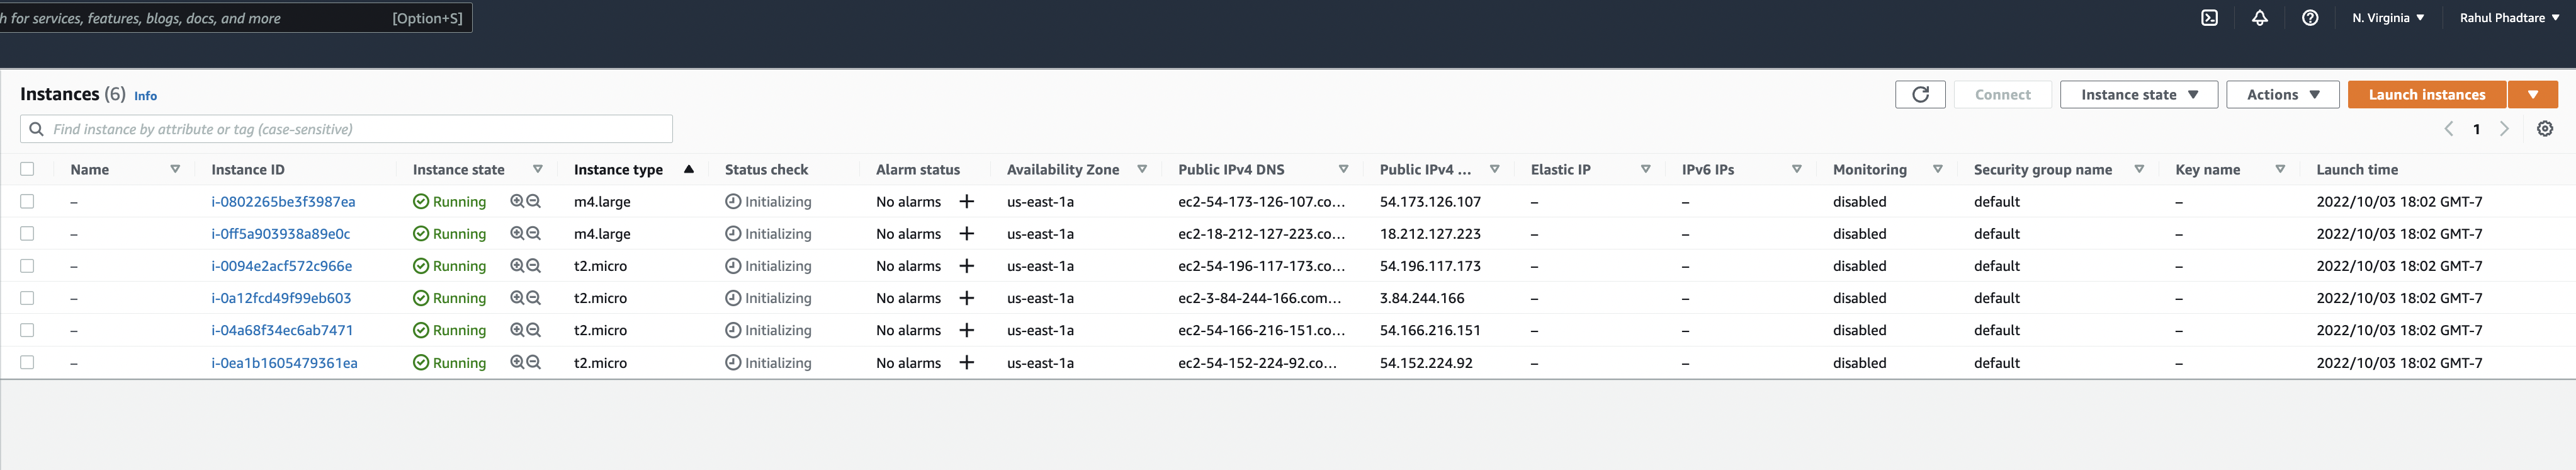 h for services, features, blogs, docs, and more [Option+S] N. Virginia Rahul Phadtare
Instances (6) Info Connect Instance state Actions Launch instances
Find instance by attribute or tag (case-sensitive) 1
Name Instance ID Instance state Instance type Status check Alarm status Availability Zone Public IPv4 DNS Public IPv4 ... Elastic IP IPv6 IPs Monitoring Security group name Key name Launch time
– i-0802265be3f3987ea Running m4.large Initializing No alarms + us-east-1a ec2-54-173-126-107.co... 54.173.126.107 – – disabled default – 2022/10/03 18:02 GMT-7
– i-0ff5a903938a89e0c Running m4.large Initializing No alarms + us-east-1a ec2-18-212-127-223.co... 18.212.127.223 – – disabled default – 2022/10/03 18:02 GMT-7
– i-0094e2acf572c966e Running t2.micro Initializing No alarms + us-east-1a ec2-54-196-117-173.co... 54.196.117.173 – – disabled default – 2022/10/03 18:02 GMT-7
– i-0a12fcd49f99eb603 Running t2.micro Initializing No alarms + us-east-1a ec2-3-84-244-166.com... 3.84.244.166 – – disabled default – 2022/10/03 18:02 GMT-7
– i-04a68f34ec6ab7471 Running t2.micro Initializing No alarms + us-east-1a ec2-54-166-216-151.co... 54.166.216.151 – – disabled default – 2022/10/03 18:02 GMT-7
– i-0ea1b1605479361ea Running t2.micro Initializing No alarms + us-east-1a ec2-54-152-224-92.co... 54.152.224.92 – – disabled default – 2022/10/03 18:02 GMT-7